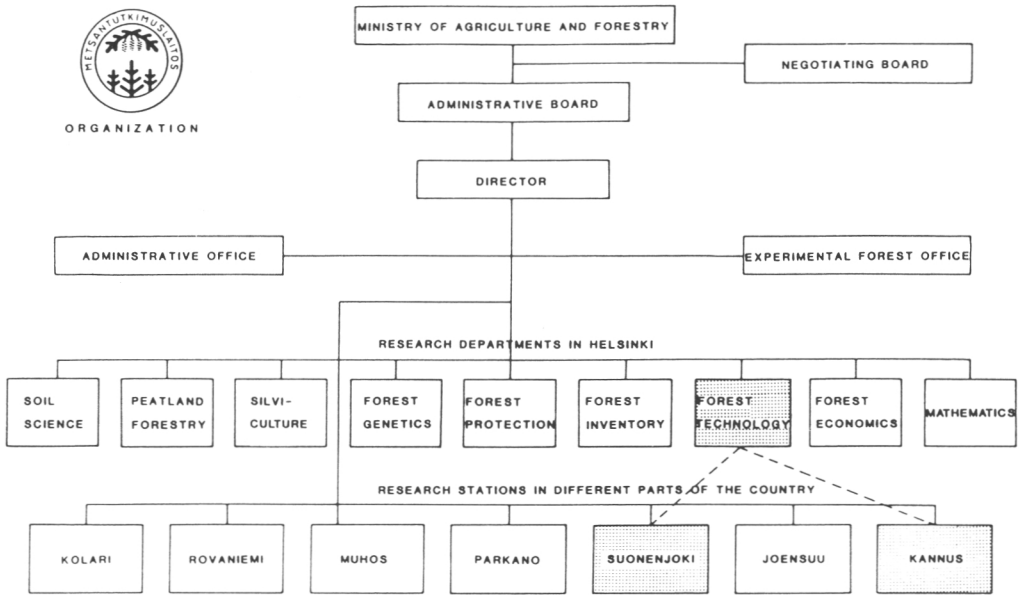 METSANTUTKIMUSLAITOS
ORGANIZATION
MINISTRY OF AGRICULTURE AND FORESTRY
NEGOTIATING BOARD
ADMINISTRATIVE BOARD
DIRECTOR
ADMINISTRATIVE OFFICE
EXPERIMENTAL FOREST OFFICE
RESEARCH DEPARTMENTS IN HELSINKI
SOIL
SCIENCE
PEATLAND
FORESTRY
SILVI-
CULTURE
FOREST
GENETICS
FOREST
PROTECTION
FOREST
INVENTORY
FOREST
TECHNOLOGY
FOREST
ECONOMICS
MATHEMATICS
RESEARCH STATIONS IN DIFFERENT PARTS OF THE COUNTRY
KOLARI
ROVANIEMI
MUHOS
PARKANO
SUONENJOKI
JOENSUU
KANNUS